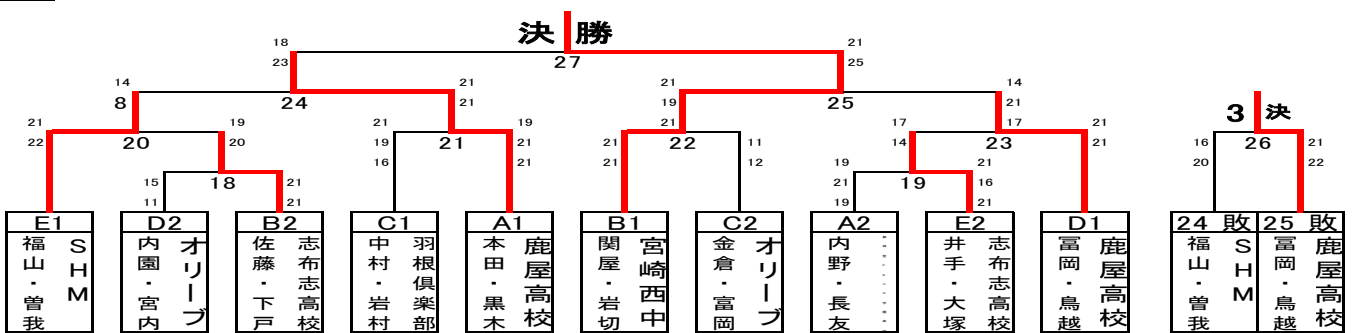 決勝
18
21
27
23
25
14
21
21
14
8
24
21
19
25
21
3決
21
19
21
19
21
17
17
21
16
26
21
22
20
20
19
21
21
21
22
11
14
23
21
20
22
16
21
12
15
18
21
19
21
21
19
16
11
21
19
21
E1
D2
B2
C1
A1
B1
C2
A2
E2
D1
24敗
25敗
福山・曽我 SHM
内園・宮内 オリーブ
佐藤・下戸 志布志高校
中村・岩村 羽根倶楽部
本田・黒木 鹿屋高校
関屋・岩切 宮崎西中
金倉・富岡 オリーブ
内野・長友
井手・大塚 志布志高校
冨岡・鳥越 鹿屋高校
福山・曽我 SHM
冨岡・鳥越 鹿屋高校